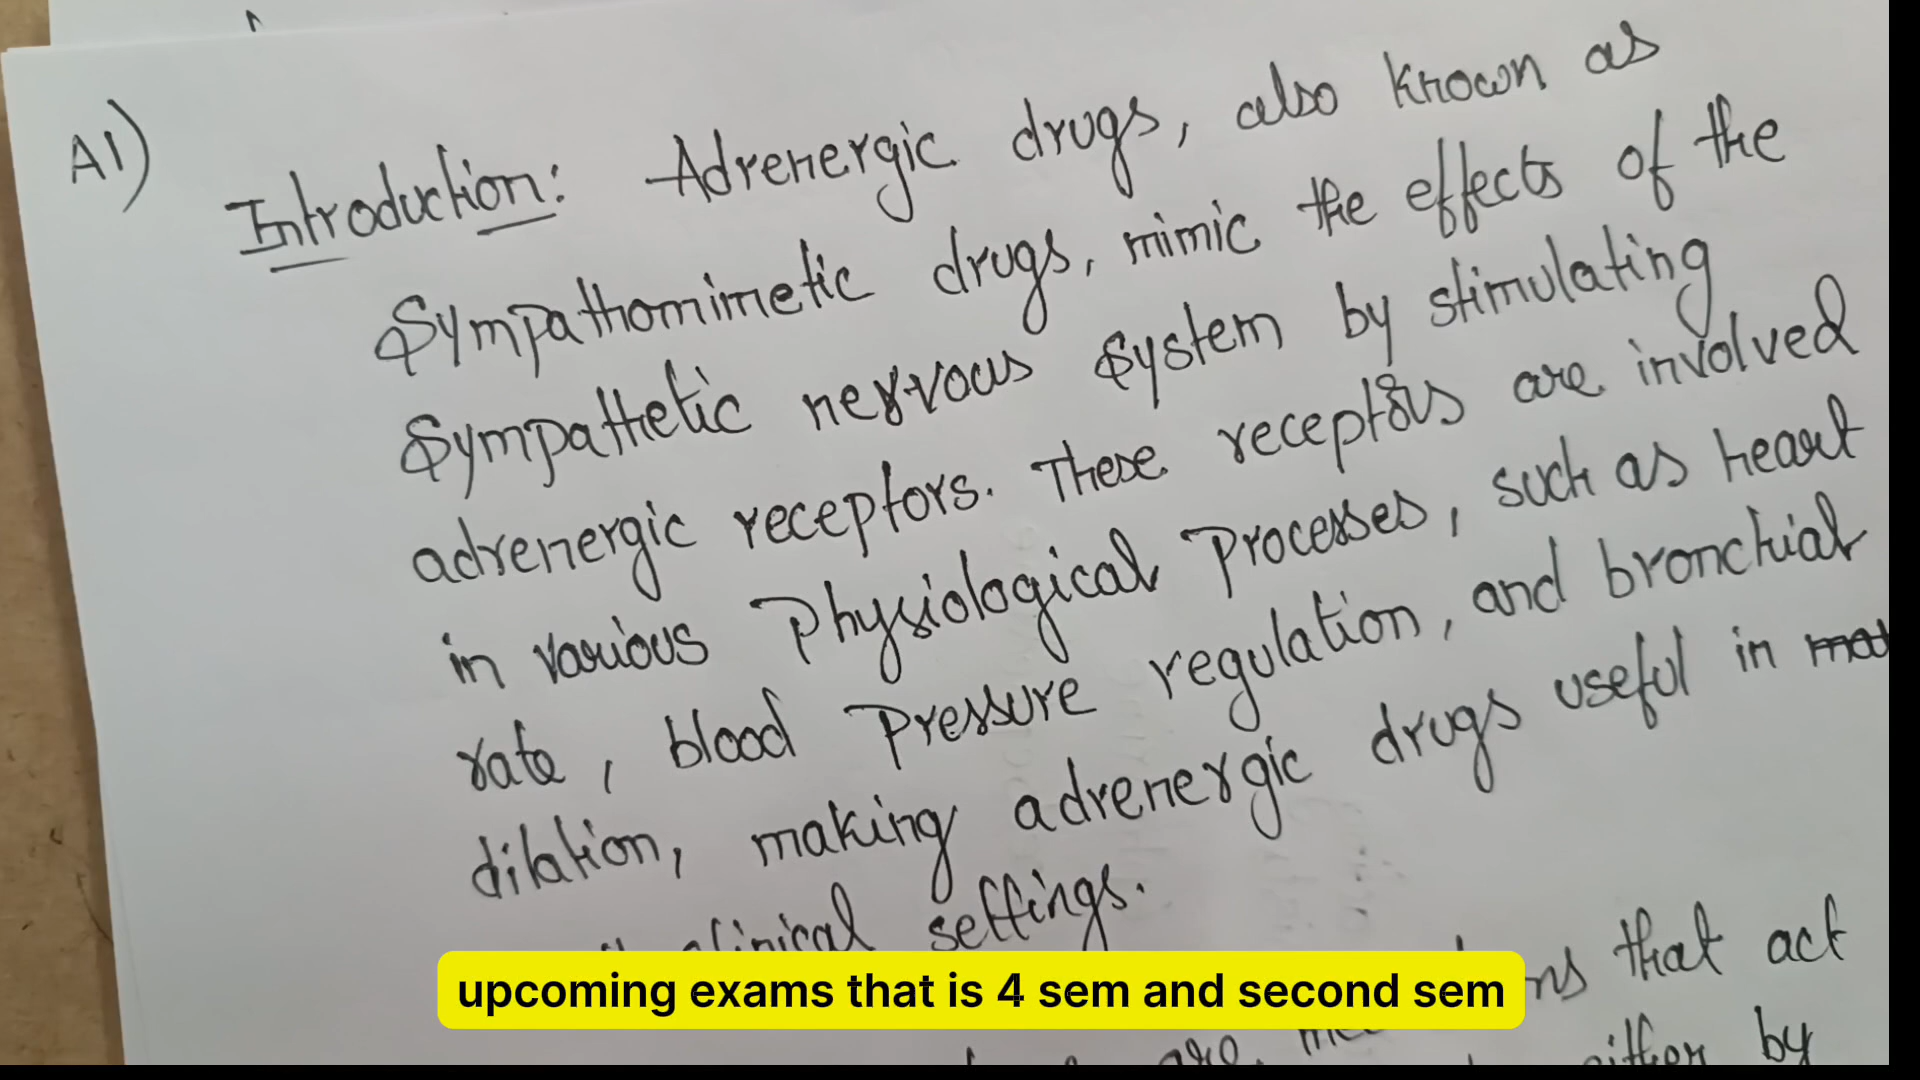 A1)
Introduction: Adrenergic drugs, also known as
Sympathomimetic drugs, mimic the effects of the
Sympathetic nervous system by stimulating
adrenergic receptors. These receptors are involved
in various Physiological Processes, such as heart
rate, blood Pressure regulation, and bronchial
dilation, making adrenergic drugs useful in
clinical settings.
that act
are either by
upcoming exams that is 4 sem and second sem